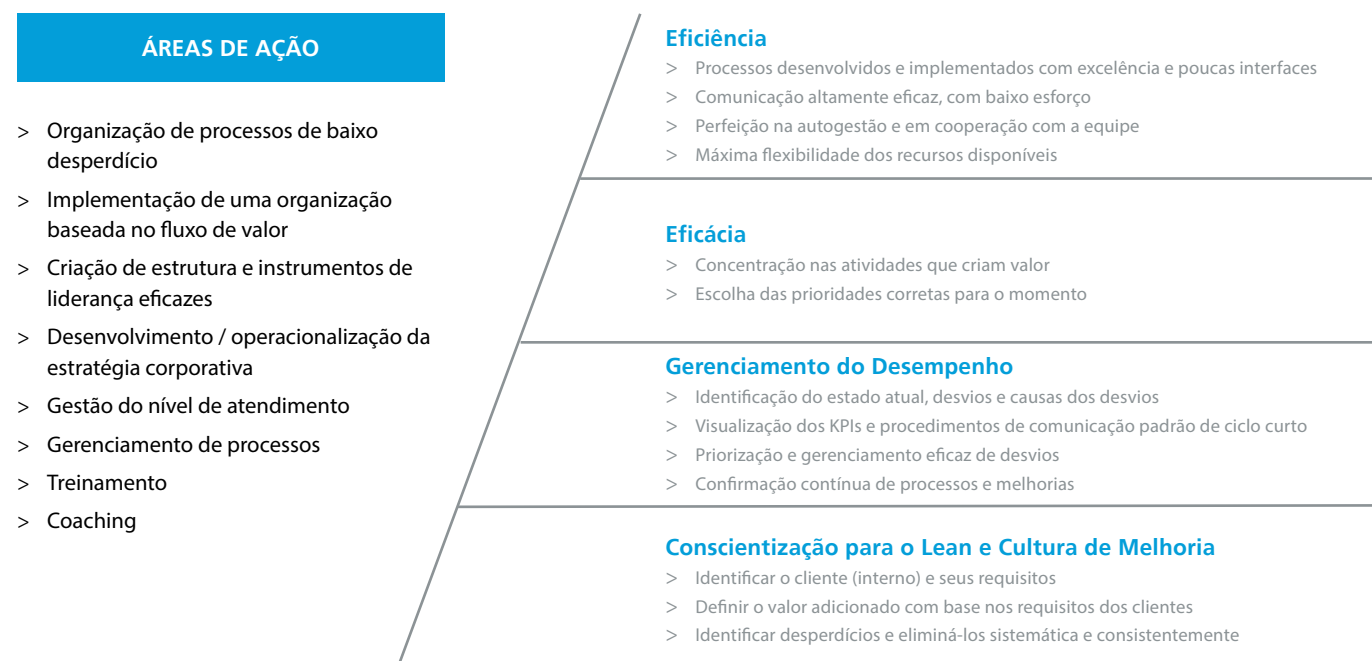 ÁREAS DE AÇÃO
> Organização de processos de baixo
desperdício
> Implementação de uma organização
baseada no fluxo de valor
> Criação de estrutura e instrumentos de
liderança eficazes
> Desenvolvimento / operacionalização da
estratégia corporativa
> Gestão do nível de atendimento
> Gerenciamento de processos
> Treinamento
> Coaching
Eficiência
> Processos desenvolvidos e implementados com excelência e poucas interfaces
> Comunicação altamente eficaz, com baixo esforço
> Perfeição na autogestão e em cooperação com a equipe
> Máxima flexibilidade dos recursos disponíveis
Eficácia
> Concentração nas atividades que criam valor
> Escolha das prioridades corretas para o momento
Gerenciamento do Desempenho
> Identificação do estado atual, desvios e causas dos desvios
> Visualização dos KPIs e procedimentos de comunicação padrão de ciclo curto
> Priorização e gerenciamento eficaz de desvios
> Confirmação contínua de processos e melhorias
Conscientização para o Lean e Cultura de Melhoria
> Identificar o cliente (interno) e seus requisitos
> Definir o valor adicionado com base nos requisitos dos clientes
> Identificar desperdícios e eliminá-los sistemática e consistentemente